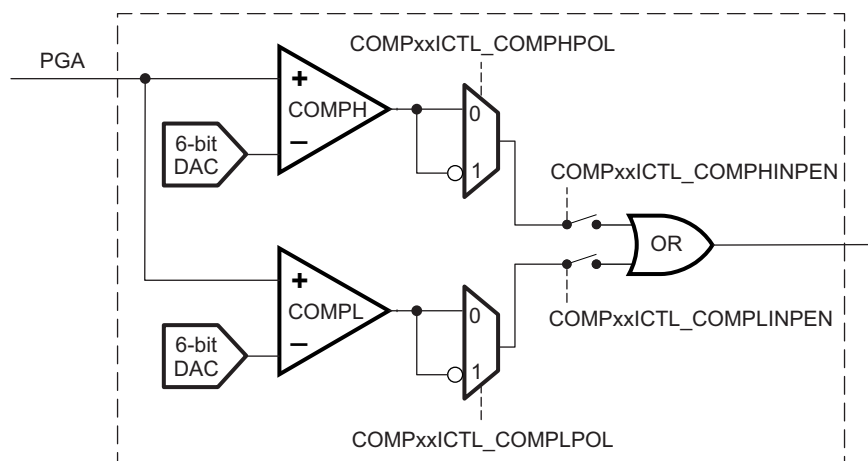 COMPxxICTL_COMPHPOL
PGA
+
COMPH
−
6-bit
DAC
0
1
COMPxxICTL_COMPHINPEN
OR
+
COMPL
−
6-bit
DAC
0
1
COMPxxICTL_COMPLINPEN
COMPxxICTL_COMPLPOL